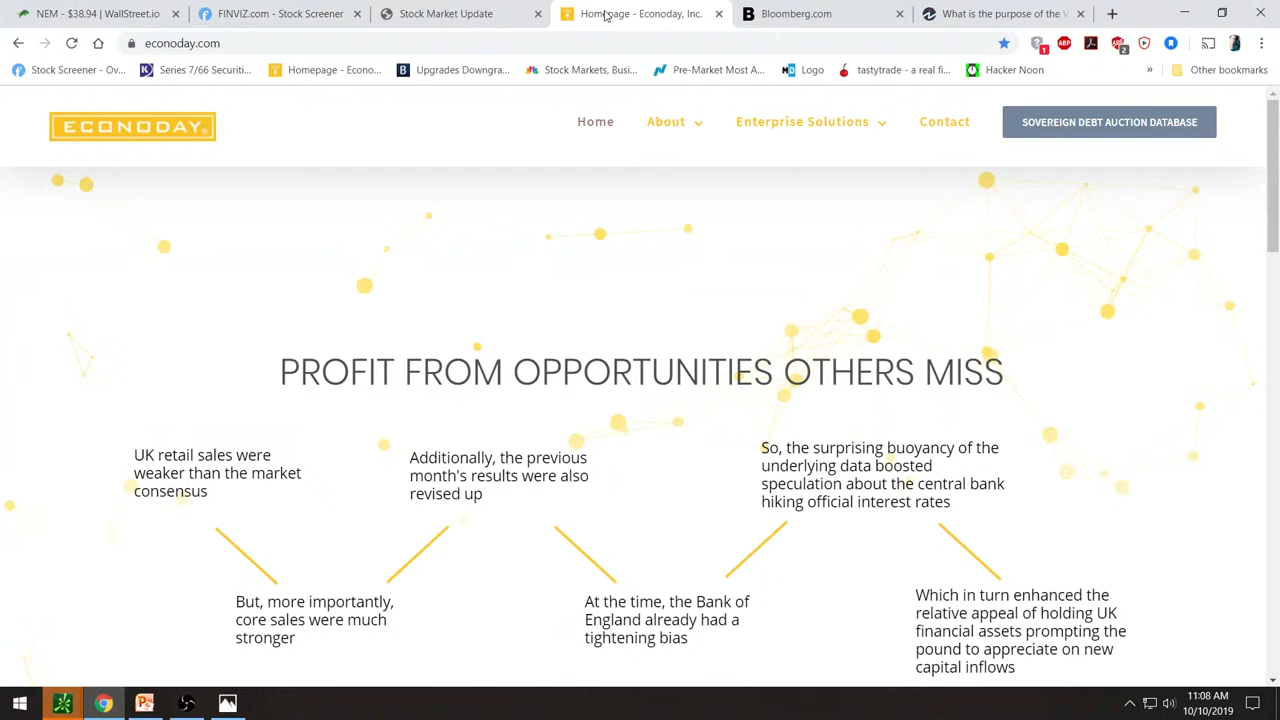 NEM - $38.94 | WallStreet.io
FINVIZ.com - Stock Screener
Stock Market Update
Homepage - Econoday, Inc.
Bloomberg.com
What is the purpose of the V
econoday.com
ABP
1
2
Stock Screener - Ov...
Series 7/66 Securiti...
Homepage - Econo...
Upgrades Downgra...
Stock Markets, Busi...
Pre-Market Most A...
Logo
tastytrade - a real fi...
Hacker Noon
»
Other bookmarks
ECONODAY®
Home
About
Enterprise Solutions
Contact
SOVEREIGN DEBT AUCTION DATABASE
PROFIT FROM OPPORTUNITIES OTHERS MISS
UK retail sales were
weaker than the market
consensus
But, more importantly,
core sales were much
stronger
Additionally, the previous
month's results were also
revised up
At the time, the Bank of
England already had a
tightening bias
So, the surprising buoyancy of the
underlying data boosted
speculation about the central bank
hiking official interest rates
Which in turn enhanced the
relative appeal of holding UK
financial assets prompting the
pound to appreciate on new
capital inflows
11:08 AM
10/10/2019